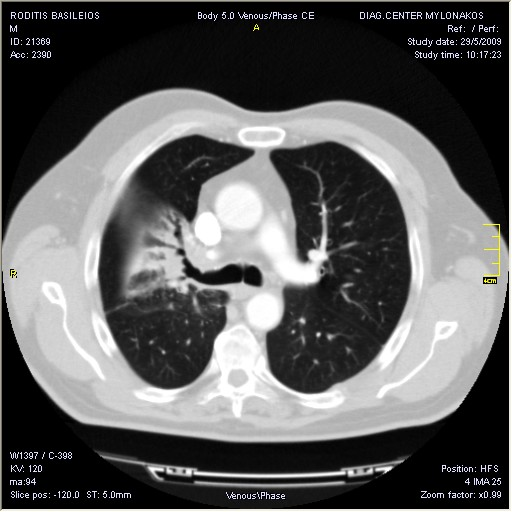 RODITIS BASILEIOS
M
ID: 21369
Acc: 2390
Body 5.0 Venous/Phase CE
A
DIAG.CENTER MYLONAKOS
Ref: / Perf:
Study date: 29/5/2009
Study time: 10:17:23
R
4cm
W1397 / C-398
KV: 120
ma:94
Slice pos: -120.0 ST: 5.0mm
Venous\Phase
Position: HFS
4 IMA 25
Zoom factor: x0.99